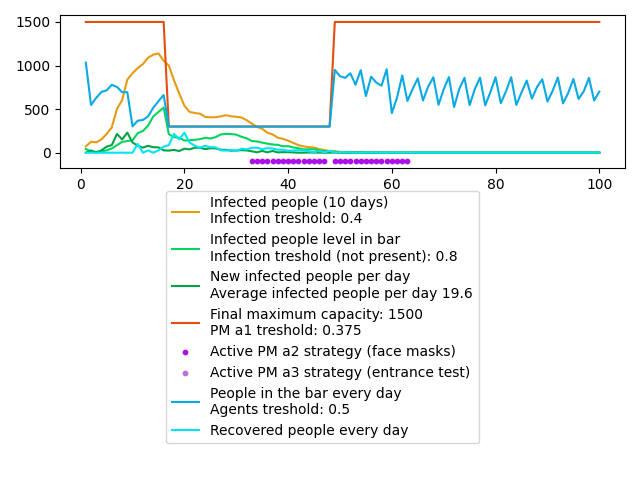 1500
1000
500
0
0 20 40 60 80 100
Infected people (10 days)
Infection treshold: 0.4
Infected people level in bar
Infection treshold (not present): 0.8
New infected people per day
Average infected people per day 19.6
Final maximum capacity: 1500
PM a1 treshold: 0.375
Active PM a2 strategy (face masks)
Active PM a3 strategy (entrance test)
People in the bar every day
Agents treshold: 0.5
Recovered people every day